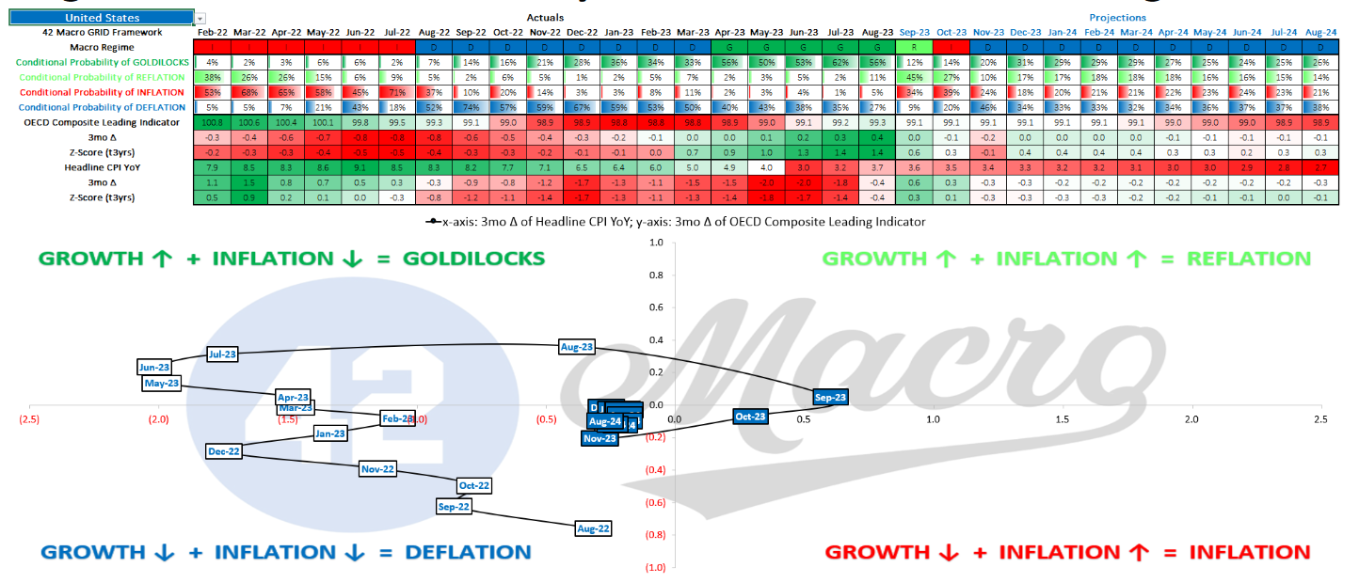 United States Actuals Projections
42 Macro GRID Framework Feb-22 Mar-22 Apr-22 May-22 Jun-22 Jul-22 Aug-22 Sep-22 Oct-22 Nov-22 Dec-22 Jan-23 Feb-23 Mar-23 Apr-23 May-23 Jun-23 Jul-23 Aug-23 Sep-23 Oct-23 Nov-23 Dec-23 Jan-24 Feb-24 Mar-24 Apr-24 May-24 Jun-24 Jul-24 Aug-24
Macro Regime I I I I I I D D D D D D D D G G G G G R I D D D D D D D D D D
Conditional Probability of GOLDILOCKS 4% 2% 3% 6% 6% 2% 7% 14% 16% 21% 28% 36% 34% 33% 56% 50% 53% 62% 56% 12% 14% 20% 31% 29% 29% 29% 27% 25% 24% 25% 26%
Conditional Probability of REFLATION 38% 26% 26% 15% 6% 9% 5% 2% 6% 5% 1% 2% 5% 7% 2% 3% 5% 2% 11% 45% 27% 10% 17% 17% 18% 18% 18% 16% 16% 15% 14%
Conditional Probability of INFLATION 53% 68% 65% 58% 45% 71% 37% 10% 20% 14% 3% 3% 8% 11% 2% 3% 4% 1% 5% 34% 39% 24% 18% 20% 21% 21% 21% 22% 23% 23% 21%
Conditional Probability of DEFLATION 5% 5% 7% 21% 43% 18% 52% 74% 57% 59% 67% 59% 53% 50% 40% 43% 38% 35% 27% 9% 20% 46% 34% 33% 33% 32% 34% 36% 37% 37% 38%
OECD Composite Leading Indicator 100.8 100.6 100.4 100.1 99.8 99.5 99.3 99.1 99.0 98.9 98.9 98.8 98.8 98.8 98.9 99.0 99.1 99.2 99.3 99.1 99.1 99.1 99.1 99.1 99.1 99.1 99.0 99.0 99.0 98.9 98.9
3mo Δ -0.3 -0.4 -0.6 -0.7 -0.8 -0.8 -0.8 -0.6 -0.5 -0.4 -0.3 -0.2 -0.1 0.0 0.0 0.1 0.2 0.3 0.4 0.0 -0.1 -0.2 0.0 0.0 0.0 0.0 -0.1 -0.1 -0.1 -0.1 -0.1
Z-Score (t3yrs) -0.2 -0.3 -0.3 -0.4 -0.5 -0.5 -0.4 -0.3 -0.3 -0.2 -0.1 -0.1 0.0 0.7 0.9 1.0 1.3 1.4 1.4 0.6 0.3 -0.1 0.4 0.4 0.4 0.4 0.3 0.3 0.2 0.3 0.3
Headline CPI YoY 7.9 8.5 8.3 8.6 9.1 8.5 8.3 8.2 7.7 7.1 6.5 6.4 6.0 5.0 4.9 4.0 3.0 3.2 3.7 3.6 3.5 3.4 3.3 3.2 3.2 3.1 3.0 3.0 2.9 2.8 2.7
3mo Δ 1.1 1.5 0.8 0.7 0.5 0.3 -0.3 -0.9 -0.8 -1.2 -1.7 -1.3 -1.1 -1.5 -1.5 -2.0 -2.0 -1.8 -0.4 0.6 0.3 -0.3 -0.3 -0.2 -0.2 -0.2 -0.2 -0.2 -0.2 -0.2 -0.3
Z-Score (t3yrs) 0.5 0.9 0.2 0.1 0.0 -0.3 -0.8 -1.2 -1.1 -1.4 -1.7 -1.3 -1.1 -1.3 -1.4 -1.8 -1.7 -1.4 -0.4 0.3 0.1 -0.3 -0.3 -0.3 -0.3 -0.2 -0.2 -0.1 -0.1 0.0 -0.1
x-axis: 3mo Δ of Headline CPI YoY; y-axis: 3mo Δ of OECD Composite Leading Indicator
1.0
GROWTH ↑ + INFLATION ↓ = GOLDILOCKS
GROWTH ↑ + INFLATION ↑ = REFLATION
0.8
0.6
0.4
Jul-23 Aug-23
Jun-23
0.2
May-23
Apr-23 Sep-23
Mar-23 0.0
Feb-23 Oct-23
(2.5) (2.0) (0.5) 0.0 0.5 1.0 1.5 2.0 2.5
Aug-24
Jan-23 Nov-23 (0.2)
Dec-22
Nov-22 (0.4)
Oct-22
Sep-22 (0.6)
Aug-22
(0.8)
GROWTH ↓ + INFLATION ↓ = DEFLATION
GROWTH ↓ + INFLATION ↑ = INFLATION
(1.0)
42 Macro